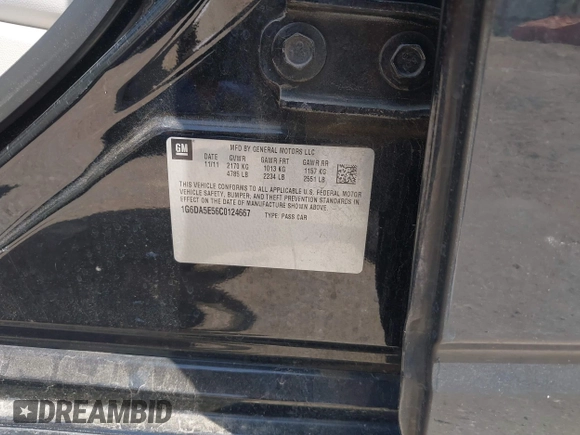 GM
MFD BY GENERAL MOTORS LLC
DATE GVWR GAWR FRT GAWR RR
11/11 2170 KG 1013 KG 1157 KG
4785 LB 2234 LB 2551 LB
THIS VEHICLE CONFORMS TO ALL APPLICABLE U.S. FEDERAL MOTOR
VEHICLE SAFETY, BUMPER, AND THEFT PREVENTION STANDARDS IN
EFFECT ON THE DATE OF MANUFACTURE SHOWN ABOVE.
1G6DA5E56C0124667 TYPE: PASS CAR
DREAMBID